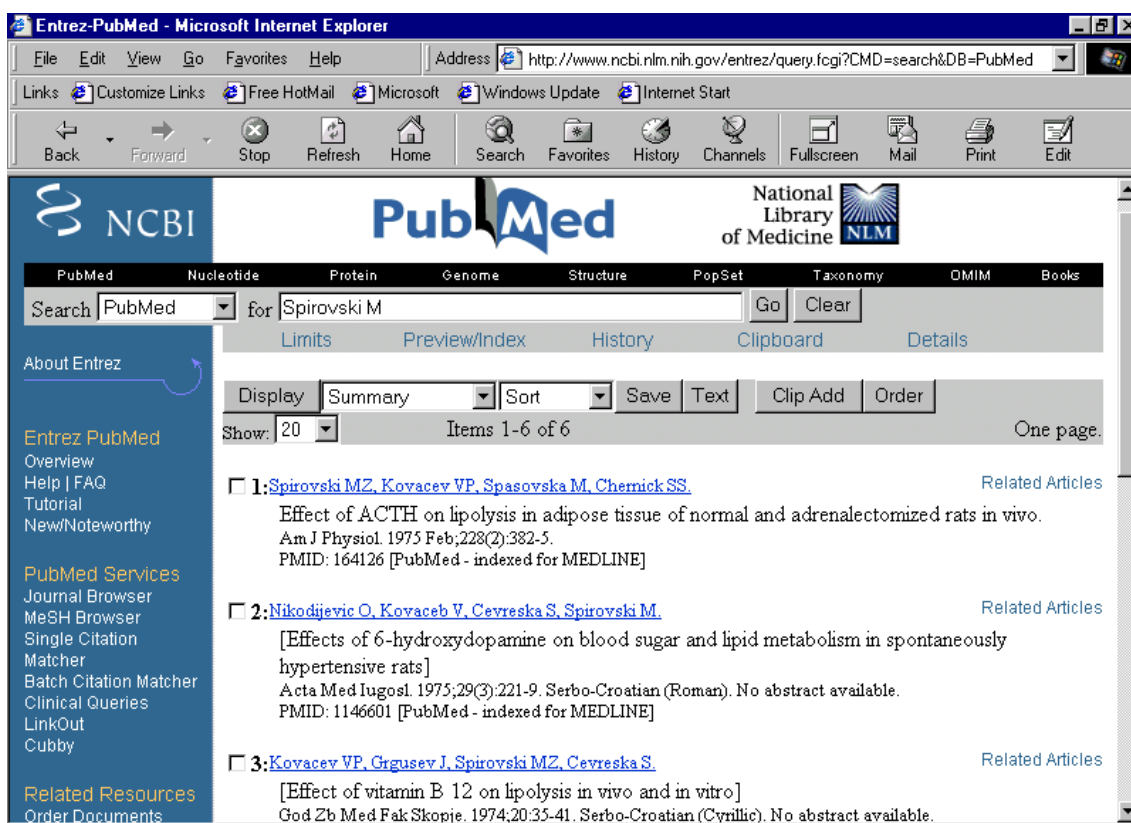 Entrez-PubMed - Microsoft Internet Explorer
File Edit View Go Favorites Help Address http://www.ncbi.nlm.nih.gov/entrez/query.fcgi?CMD=search&DB=PubMed
Links Customize Links Free HotMail Microsoft Windows Update Internet Start
Back Forward Stop Refresh Home Search Favorites History Channels Fullscreen Mail Print Edit
NCBI
PubMed
National
Library
of Medicine NLM
PubMed Nucleotide Protein Genome Structure PopSet Taxonomy OMIM Books
Search PubMed for Spirovski M Go Clear
Limits Preview/Index History Clipboard Details
About Entrez
Display Summary Sort Save Text Clip Add Order
Show: 20 Items 1-6 of 6 One page.
Entrez PubMed
Overview
Help | FAQ
Tutorial
New/Noteworthy
PubMed Services
Journal Browser
MeSH Browser
Single Citation
Matcher
Batch Citation Matcher
Clinical Queries
LinkOut
Cubby
Related Resources
Order Documents
1: Spirovski MZ, Kovacev VP, Spasovska M, Chernick SS. Related Articles
Effect of ACTH on lipolysis in adipose tissue of normal and adrenalectomized rats in vivo.
Am J Physiol. 1975 Feb;228(2):382-5.
PMID: 164126 [PubMed - indexed for MEDLINE]
2: Nikodijevic O, Kovaceb V, Cevreska S, Spirovski M. Related Articles
[Effects of 6-hydroxydopamine on blood sugar and lipid metabolism in spontaneously
hypertensive rats]
Acta Med Iugosl. 1975;29(3):221-9. Serbo-Croatian (Roman). No abstract available.
PMID: 1146601 [PubMed - indexed for MEDLINE]
3: Kovacev VP, Grgusev J, Spirovski MZ, Cevreska S. Related Articles
[Effect of vitamin B 12 on lipolysis in vivo and in vitro]
God Zb Med Fak Skopje. 1974;20:35-41. Serbo-Croatian (Cyrillic). No abstract available.